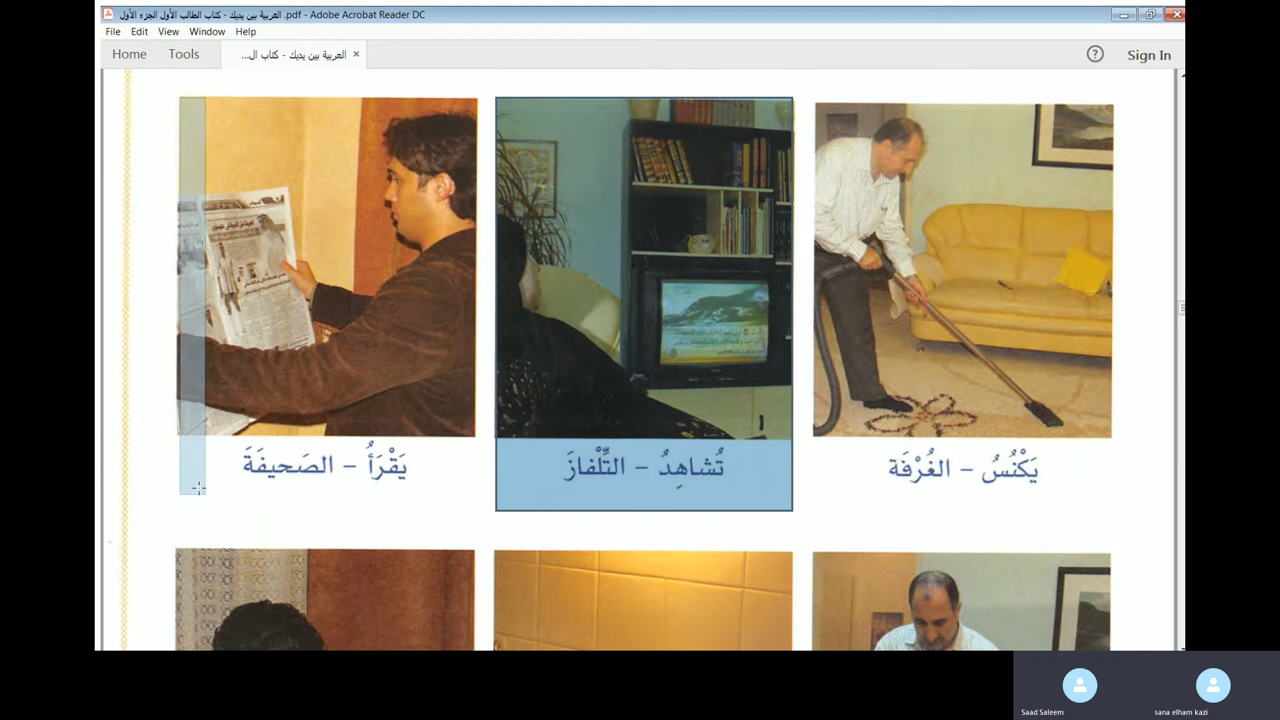 العربية بين يديك - كتاب الطالب الأول الجزء الأول .pdf - Adobe Acrobat Reader DC
File Edit View Window Help
Home Tools العربية بين يديك - كتاب ال... × ? Sign In
يَكْنُسُ – الغُرْفَة
تُشاهِدُ – التِّلْفازَ
يَقْرَأُ – الصَحيفَةَ
Saad Saleem
sana elham kazi